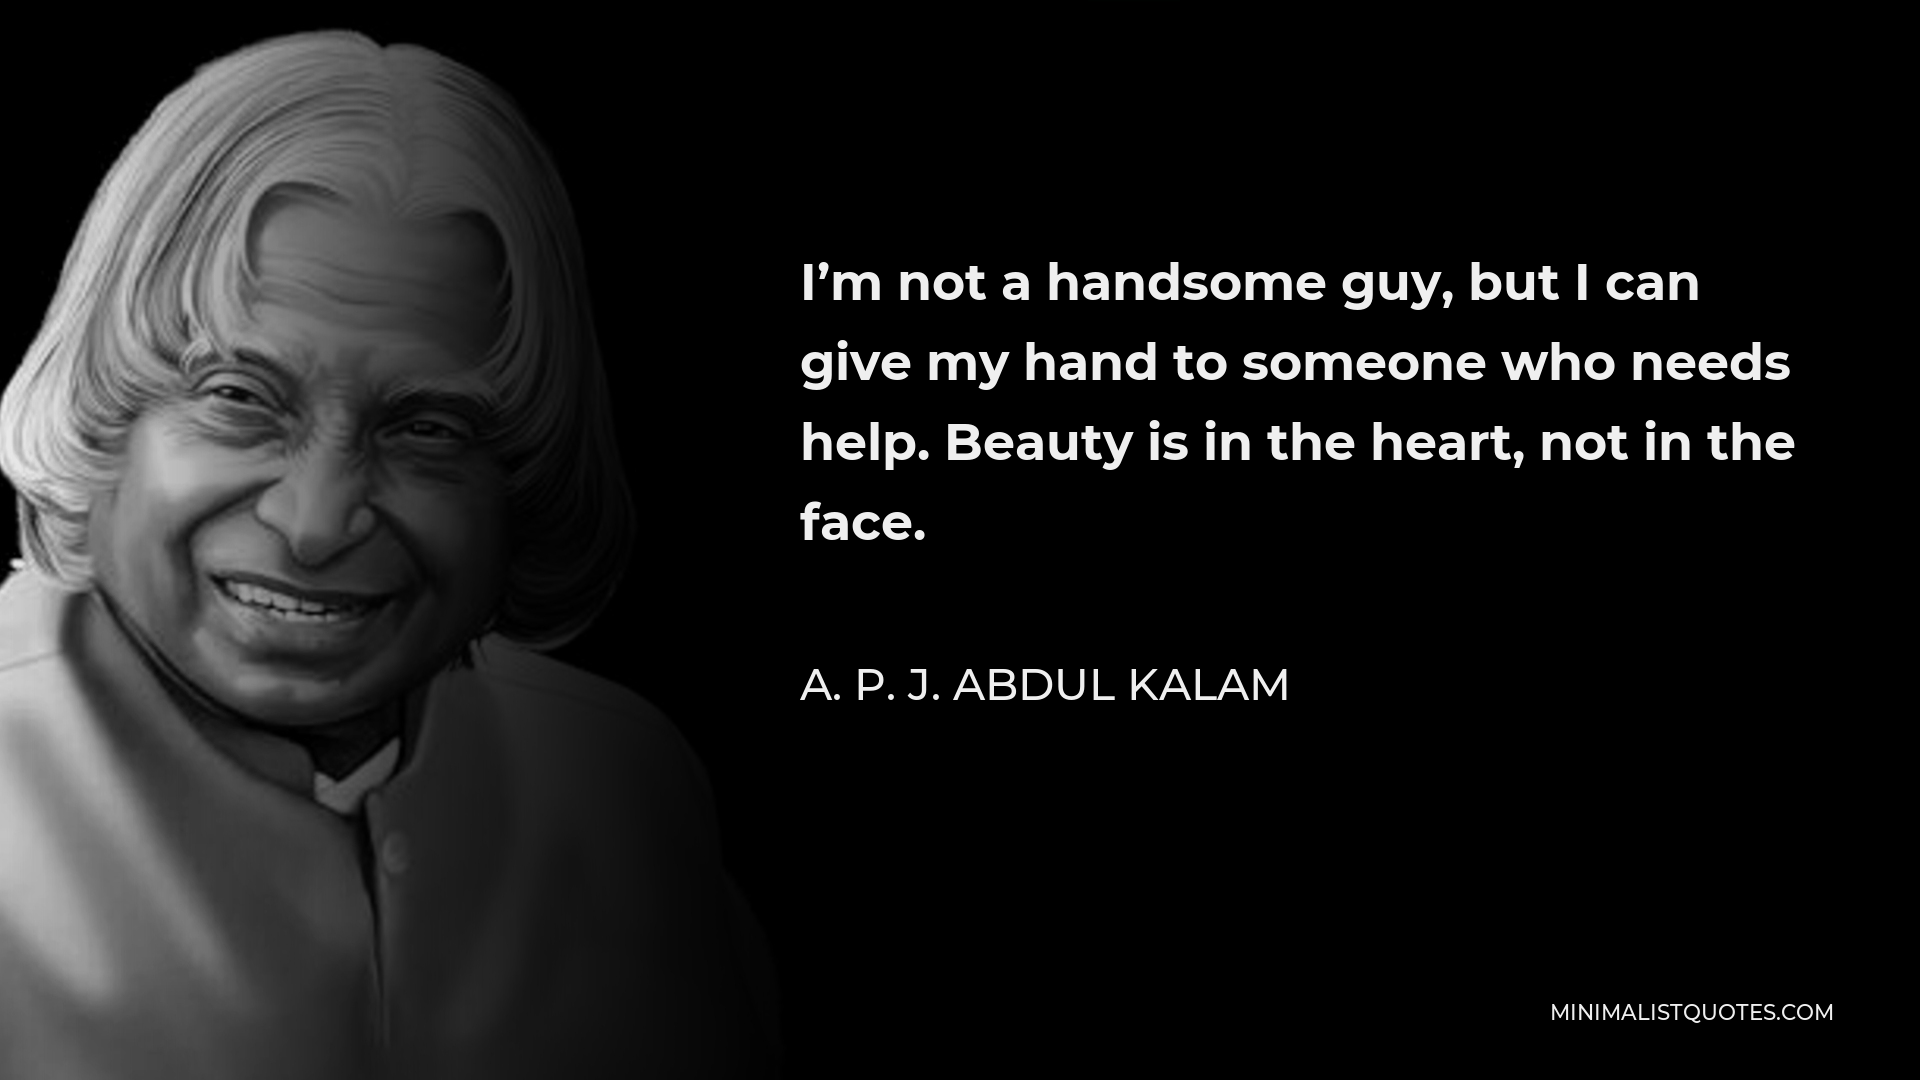 I’m not a handsome guy, but I can
give my hand to someone who needs
help. Beauty is in the heart, not in the
face.
A. P. J. ABDUL KALAM
MINIMALISTQUOTES.COM